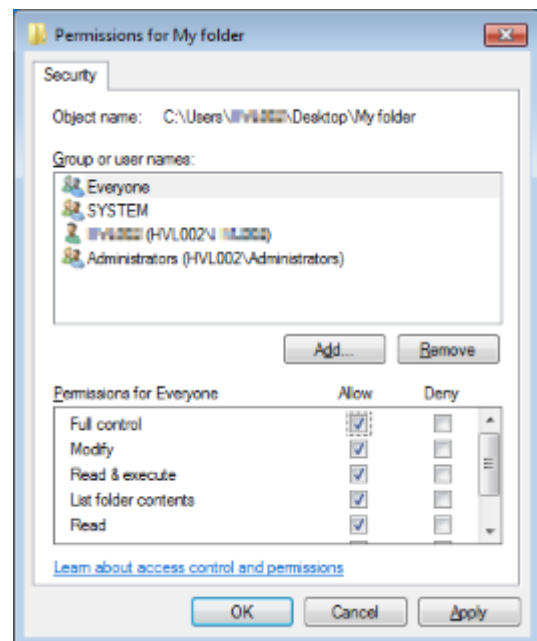 Permissions for My folder
Security
Object name: C:\Users\ \Desktop\My folder
Group or user names:
Everyone
SYSTEM
(HVL002\ )
Administrators (HVL002\Administrators)
Add... Remove
Permissions for Everyone Allow Deny
Full control
Modify
Read & execute
List folder contents
Read
Learn about access control and permissions
OK Cancel Apply